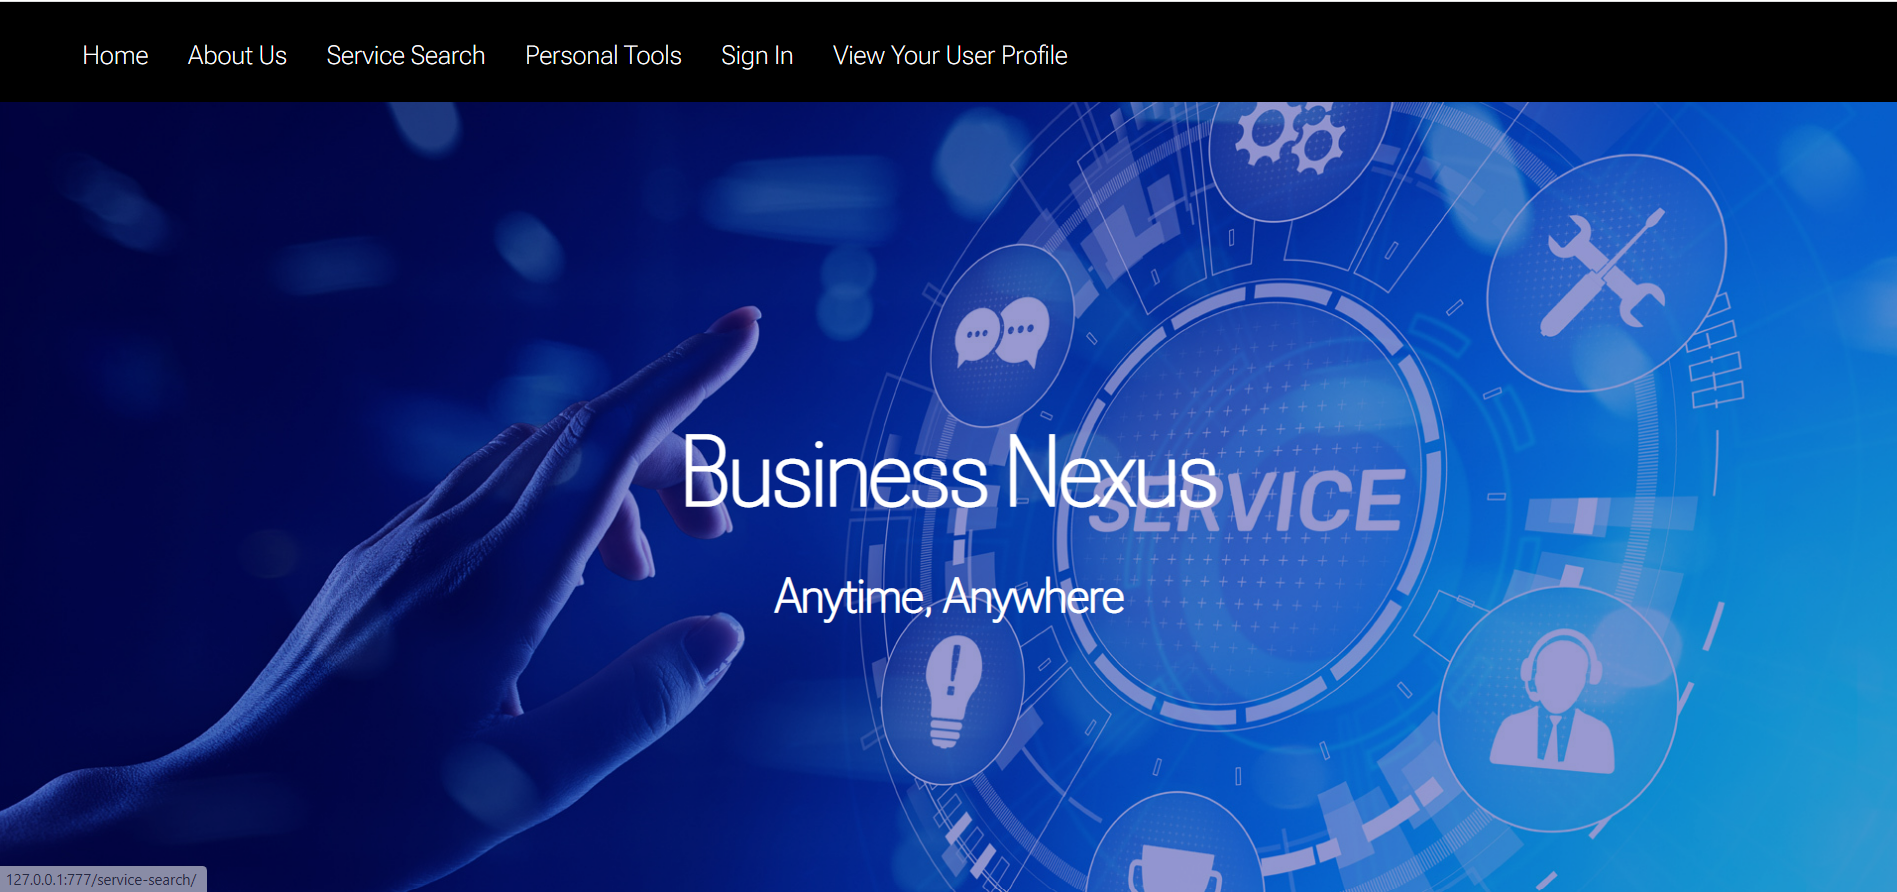 Home About Us Service Search Personal Tools Sign In View Your User Profile
Business Nexus
SERVICE
Anytime, Anywhere
127.0.0.1:777/service-search/